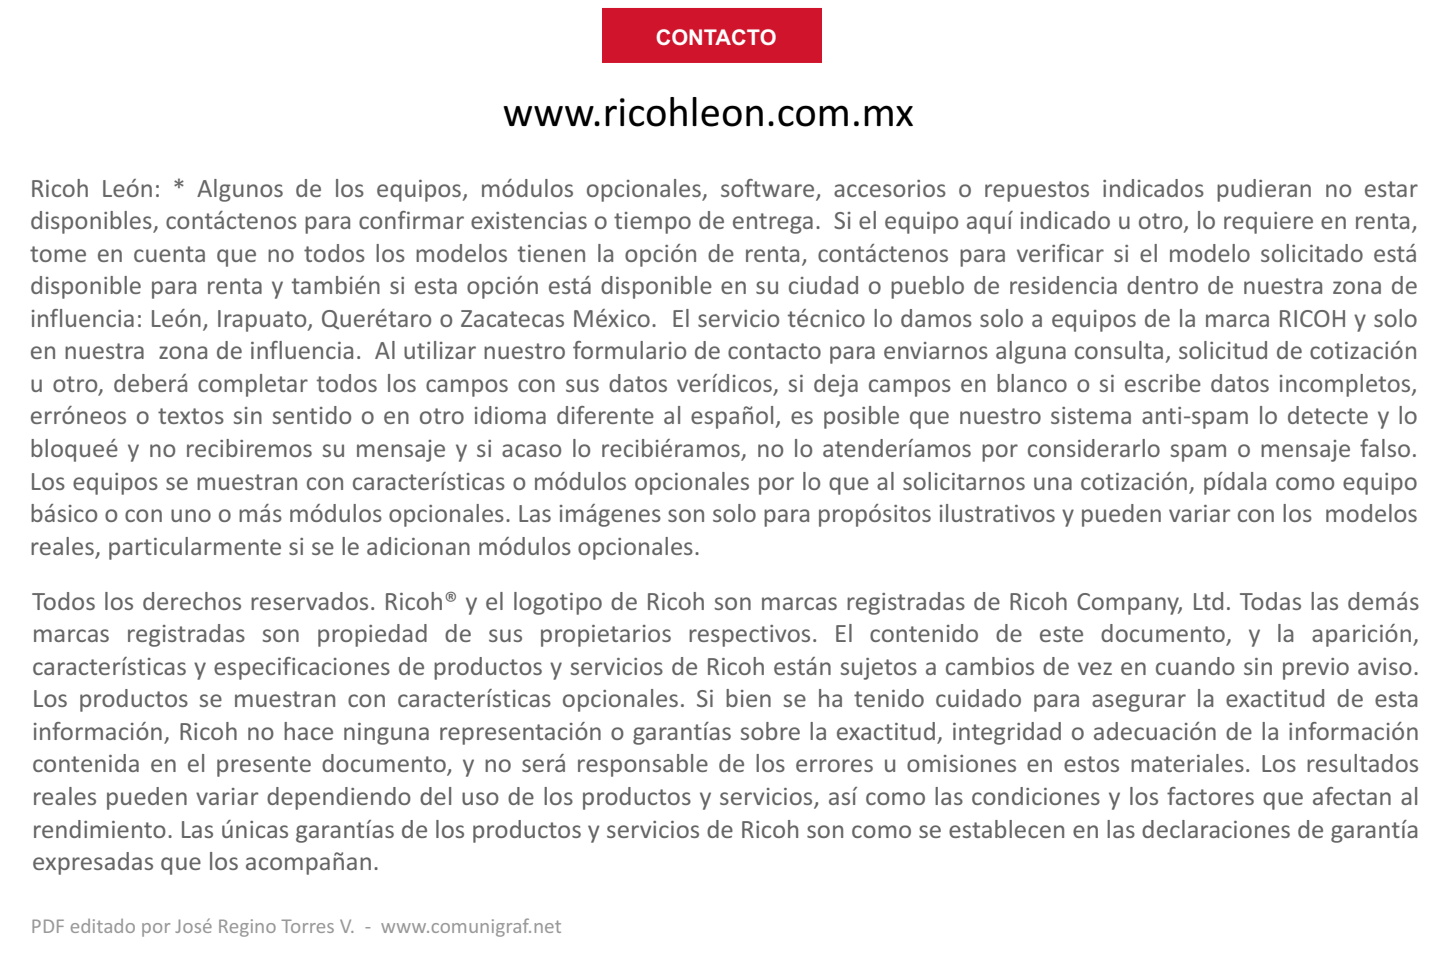 CONTACTO
www.ricohleon.com.mx
Ricoh León: * Algunos de los equipos, módulos opcionales, software, accesorios o repuestos indicados pudieran no estar
disponibles, contáctenos para confirmar existencias o tiempo de entrega. Si el equipo aquí indicado u otro, lo requiere en renta,
tome en cuenta que no todos los modelos tienen la opción de renta, contáctenos para verificar si el modelo solicitado está
disponible para renta y también si esta opción está disponible en su ciudad o pueblo de residencia dentro de nuestra zona de
influencia: León, Irapuato, Querétaro o Zacatecas México. El servicio técnico lo damos solo a equipos de la marca RICOH y solo
en nuestra zona de influencia. Al utilizar nuestro formulario de contacto para enviarnos alguna consulta, solicitud de cotización
u otro, deberá completar todos los campos con sus datos verídicos, si deja campos en blanco o si escribe datos incompletos,
erróneos o textos sin sentido o en otro idioma diferente al español, es posible que nuestro sistema anti-spam lo detecte y lo
bloqueé y no recibiremos su mensaje y si acaso lo recibiéramos, no lo atenderíamos por considerarlo spam o mensaje falso.
Los equipos se muestran con características o módulos opcionales por lo que al solicitarnos una cotización, pídala como equipo
básico o con uno o más módulos opcionales. Las imágenes son solo para propósitos ilustrativos y pueden variar con los modelos
reales, particularmente si se le adicionan módulos opcionales.
Todos los derechos reservados. Ricoh® y el logotipo de Ricoh son marcas registradas de Ricoh Company, Ltd. Todas las demás
marcas registradas son propiedad de sus propietarios respectivos. El contenido de este documento, y la aparición,
características y especificaciones de productos y servicios de Ricoh están sujetos a cambios de vez en cuando sin previo aviso.
Los productos se muestran con características opcionales. Si bien se ha tenido cuidado para asegurar la exactitud de esta
información, Ricoh no hace ninguna representación o garantías sobre la exactitud, integridad o adecuación de la información
contenida en el presente documento, y no será responsable de los errores u omisiones en estos materiales. Los resultados
reales pueden variar dependiendo del uso de los productos y servicios, así como las condiciones y los factores que afectan al
rendimiento. Las únicas garantías de los productos y servicios de Ricoh son como se establecen en las declaraciones de garantía
expresadas que los acompañan.
PDF editado por José Regino Torres V. - www.comunigraf.net